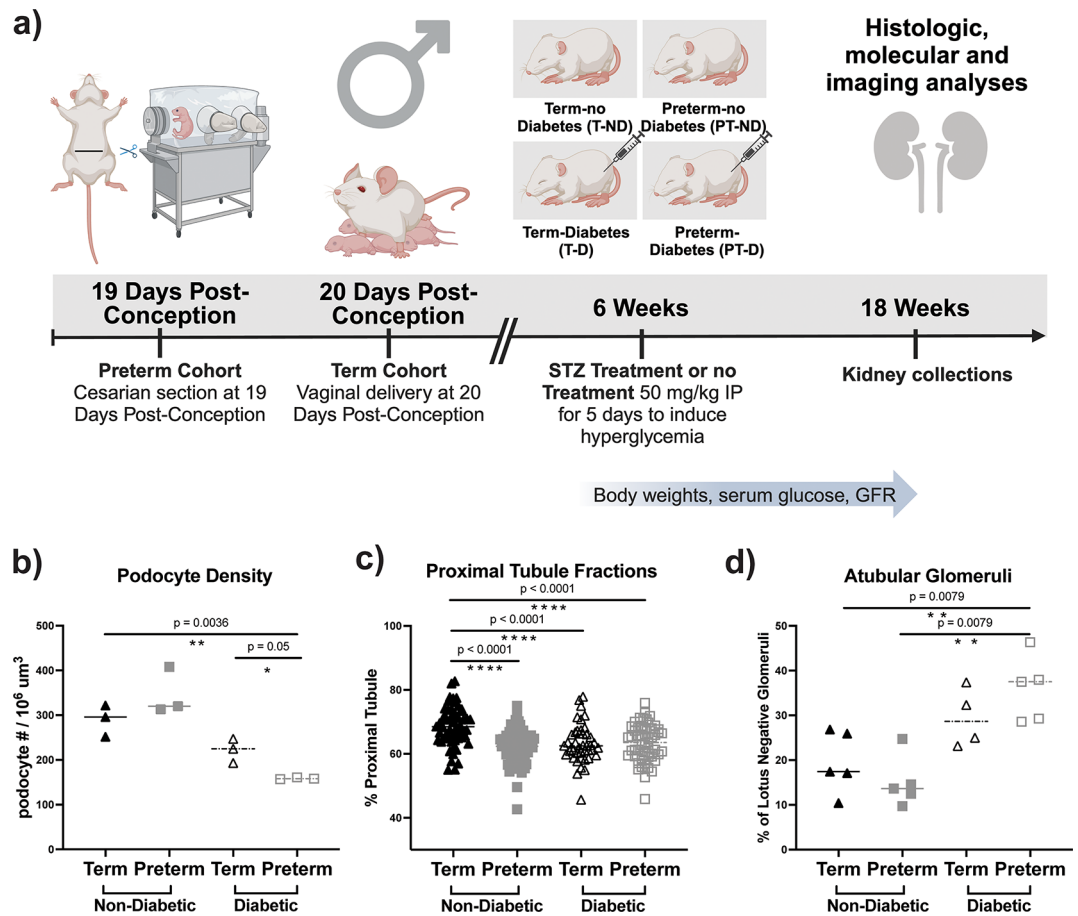 a)
Histologic,
molecular and
imaging analyses
Term-no
Diabetes (T-ND)
Preterm-no
Diabetes (PT-ND)
Term-Diabetes
(T-D)
Preterm-
Diabetes (PT-D)
19 Days Post-
Conception
20 Days Post-
Conception
6 Weeks
18 Weeks
Preterm Cohort
Cesarian section at 19
Days Post-Conception
Term Cohort
Vaginal delivery at 20
Days Post-Conception
STZ Treatment or no
Treatment 50 mg/kg IP
for 5 days to induce
hyperglycemia
Kidney collections
Body weights, serum glucose, GFR
b)
Podocyte Density
p = 0.0036
**
p = 0.05
*
podocyte # / 10⁶ um³
500
400
300
200
100
0
Term Preterm Term Preterm
Non-Diabetic Diabetic
c)
Proximal Tubule Fractions
p < 0.0001
****
p < 0.0001
****
p < 0.0001
****
% Proximal Tubule
100
80
60
40
Term Preterm Term Preterm
Non-Diabetic Diabetic
d)
Atubular Glomeruli
p = 0.0079
**
p = 0.0079
**
% of Lotus Negative Glomeruli
50
40
30
20
10
0
Term Preterm Term Preterm
Non-Diabetic Diabetic